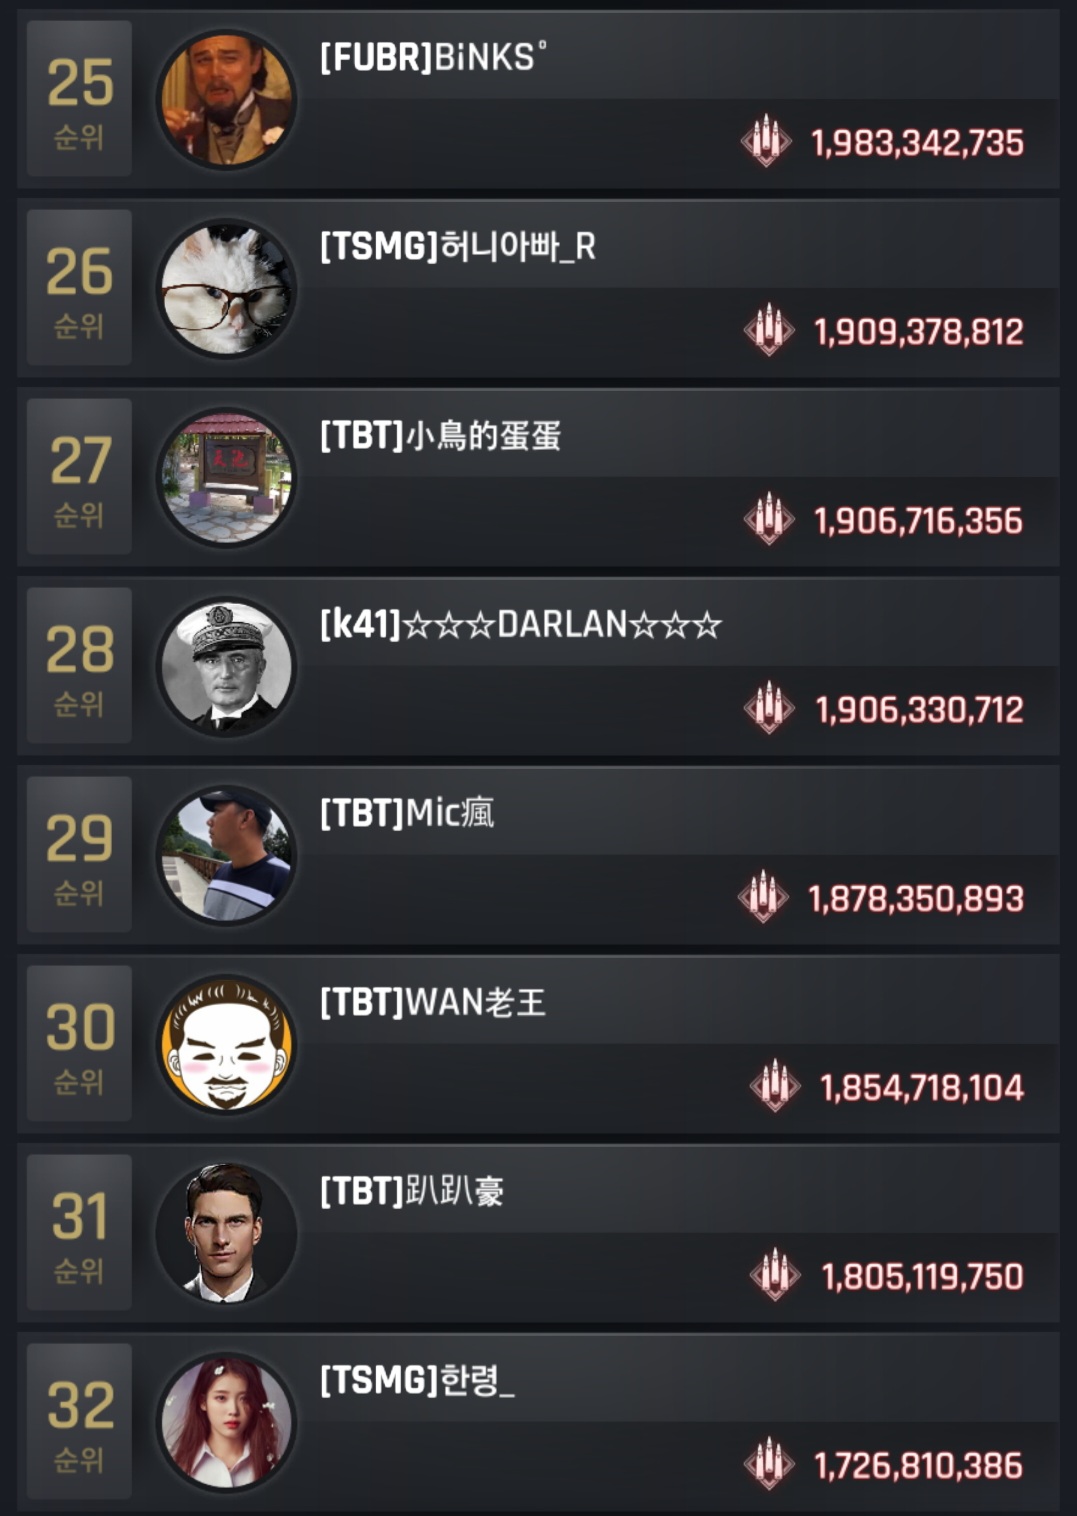 25
순위
[FUBR]BiNKS⁰
1,983,342,735
26
순위
[TSMG]허니아빠_R
1,909,378,812
27
순위
[TBT]小鳥的蛋蛋
1,906,716,356
28
순위
[k41]☆☆☆DARLAN☆☆☆
1,906,330,712
29
순위
[TBT]Mic瘋
1,878,350,893
30
순위
[TBT]WAN老王
1,854,718,104
31
순위
[TBT]趴趴豪
1,805,119,750
32
순위
[TSMG]한령_
1,726,810,386